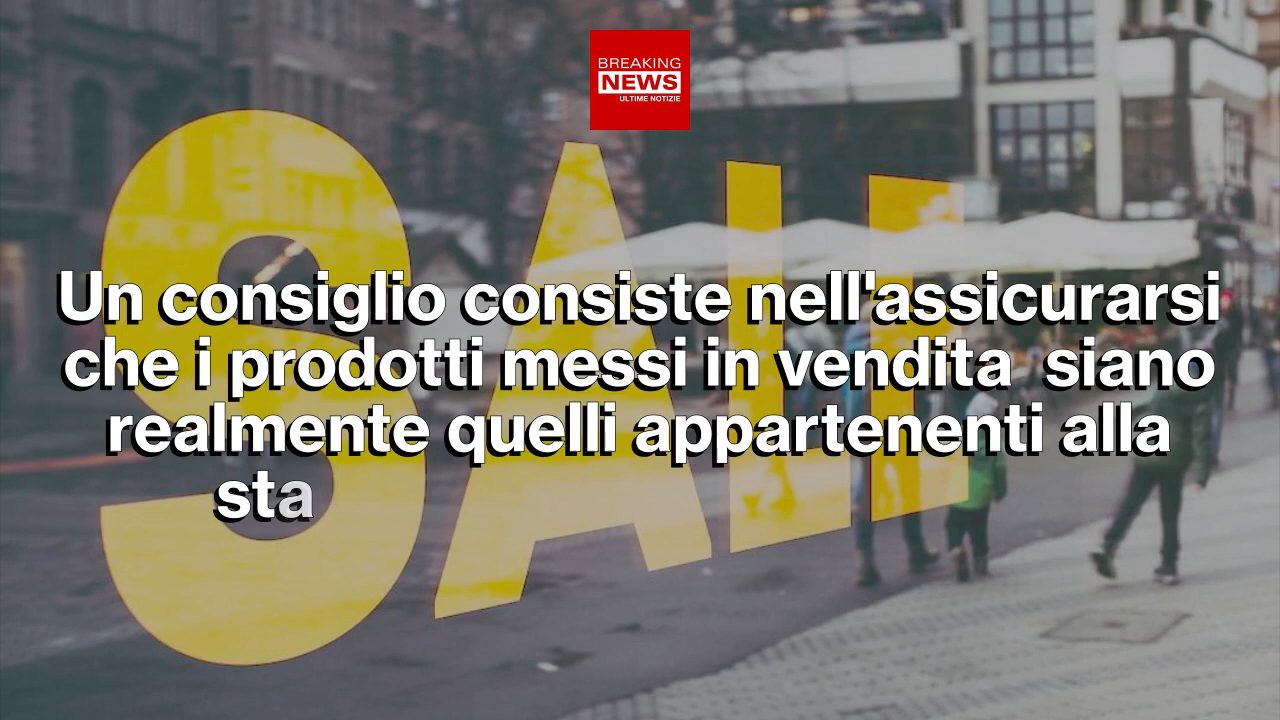 BREAKING
NEWS
ULTIME NOTIZIE
SALE
Un consiglio consiste nell'assicurarsi
che i prodotti messi in vendita  siano
realmente quelli appartenenti alla
sta